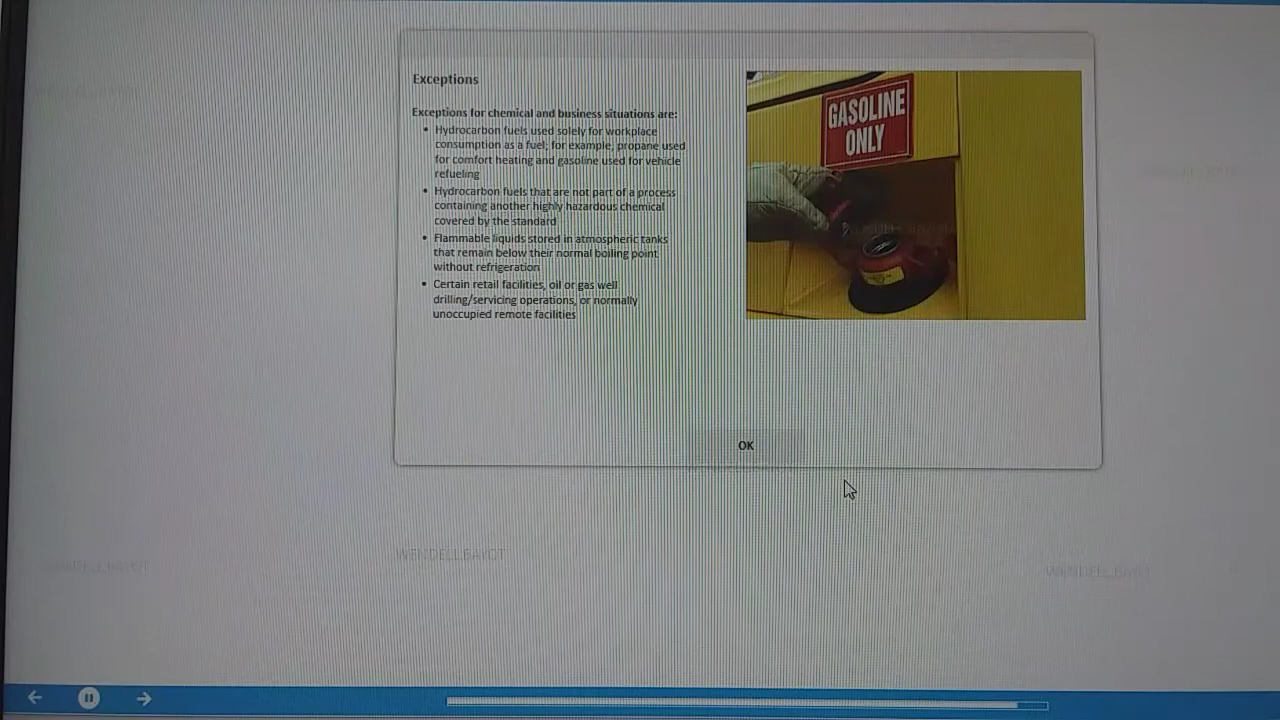 Exceptions
Exceptions for chemical and business situations are:
• Hydrocarbon fuels used solely for workplace
consumption as a fuel; for example, propane used
for comfort heating and gasoline used for vehicle
refueling
• Hydrocarbon fuels that are not part of a process
containing another highly hazardous chemical
covered by the standard
• Flammable liquids stored in atmospheric tanks
that remain below their normal boiling point
without refrigeration
• Certain retail facilities, oil or gas well
drilling/servicing operations, or normally
unoccupied remote facilities
GASOLINE
ONLY
OK
WENDELL.BAYOT